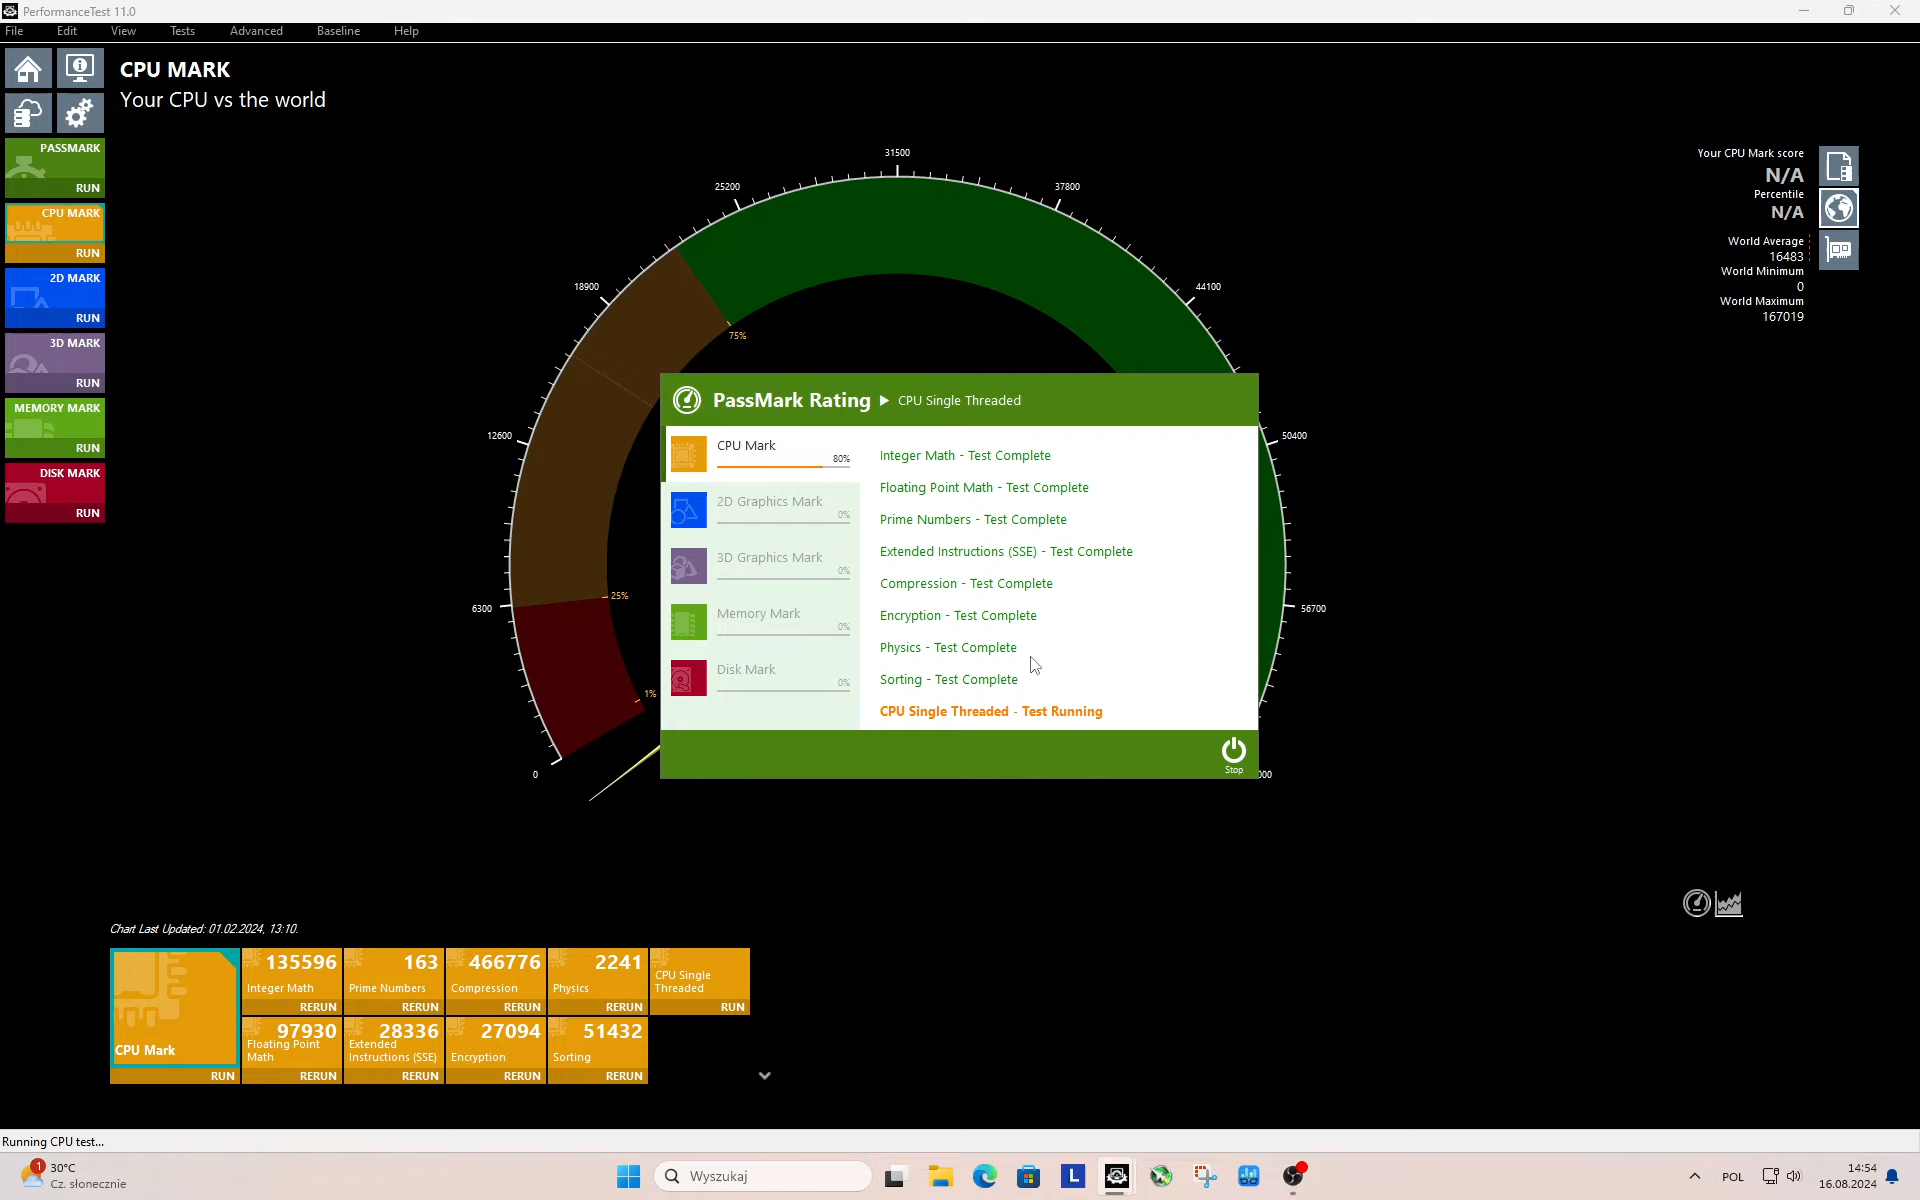 PerformanceTest 11.0
File Edit View Tests Advanced Baseline Help
CPU MARK
Your CPU vs the world
PASSMARK
RUN
CPU MARK
RUN
2D MARK
RUN
3D MARK
RUN
MEMORY MARK
RUN
DISK MARK
RUN
0
6300
12600
18900
25200
31500
37800
44100
50400
56700
000
1%
25%
75%
Your CPU Mark score
N/A
Percentile
N/A
World Average
16483
World Minimum
0
World Maximum
167019
PassMark Rating CPU Single Threaded
CPU Mark
80%
2D Graphics Mark
0%
3D Graphics Mark
0%
Memory Mark
0%
Disk Mark
0%
Integer Math - Test Complete
Floating Point Math - Test Complete
Prime Numbers - Test Complete
Extended Instructions (SSE) - Test Complete
Compression - Test Complete
Encryption - Test Complete
Physics - Test Complete
Sorting - Test Complete
CPU Single Threaded - Test Running
Stop
Chart Last Updated: 01.02.2024, 13:10.
CPU Mark
RUN
135596
Integer Math
RERUN
163
Prime Numbers
RERUN
466776
Compression
RERUN
2241
Physics
RERUN
CPU Single
Threaded
RUN
97930
Floating Point
Math
RERUN
28336
Extended
Instructions (SSE)
RERUN
27094
Encryption
RERUN
51432
Sorting
RERUN
Running CPU test...
1
30°C
Cz. słonecznie
Wyszukaj
L
POL
14:54
16.08.2024